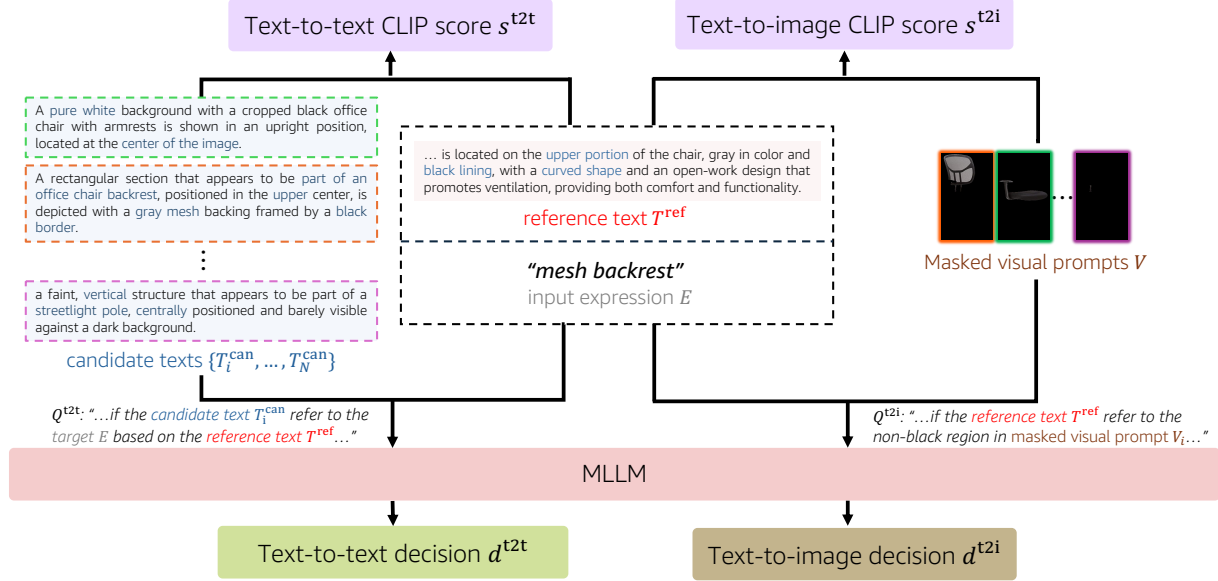 Text-to-text CLIP score s^t2t
Text-to-image CLIP score s^t2i
A pure white background with a cropped black office
chair with armrests is shown in an upright position,
located at the center of the image.
A rectangular section that appears to be part of an
office chair backrest, positioned in the upper center, is
depicted with a gray mesh backing framed by a black
border.
⋮
a faint, vertical structure that appears to be part of a
streetlight pole, centrally positioned and barely visible
against a dark background.
candidate texts {T_i^can, ..., T_N^can}
... is located on the upper portion of the chair, gray in color and
black lining, with a curved shape and an open-work design that
promotes ventilation, providing both comfort and functionality.
reference text T^ref
"mesh backrest"
input expression E
...
Masked visual prompts V
Q^t2t: "...if the candidate text T_i^can refer to the
target E based on the reference text T^ref..."
Q^t2i: "...if the reference text T^ref refer to the
non-black region in masked visual prompt V_i..."
MLLM
Text-to-text decision d^t2t
Text-to-image decision d^t2i